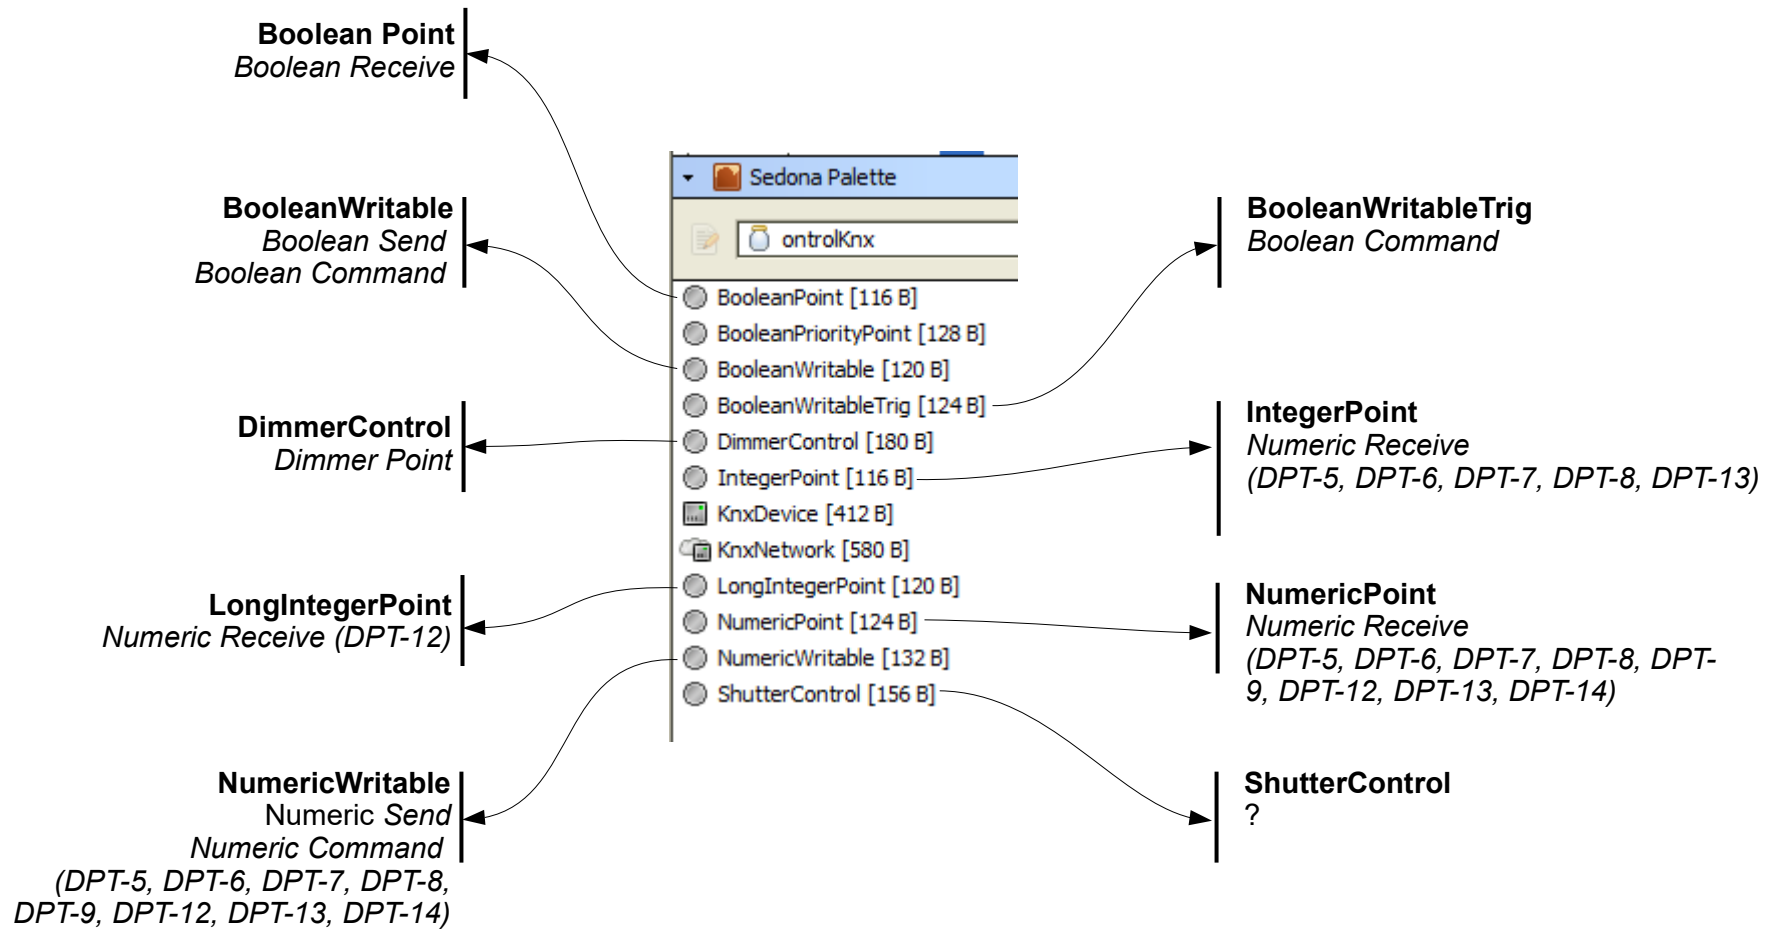 Boolean Point
Boolean Receive
BooleanWritable
Boolean Send
Boolean Command
DimmerControl
Dimmer Point
LongIntegerPoint
Numeric Receive (DPT-12)
NumericWritable
Numeric Send
Numeric Command
(DPT-5, DPT-6, DPT-7, DPT-8,
DPT-9, DPT-12, DPT-13, DPT-14)
Sedona Palette
ontrolKnx
BooleanPoint [116 B]
BooleanPriorityPoint [128 B]
BooleanWritable [120 B]
BooleanWritableTrig [124 B]
DimmerControl [180 B]
IntegerPoint [116 B]
KnxDevice [412 B]
KnxNetwork [580 B]
LongIntegerPoint [120 B]
NumericPoint [124 B]
NumericWritable [132 B]
ShutterControl [156 B]
BooleanWritableTrig
Boolean Command
IntegerPoint
Numeric Receive
(DPT-5, DPT-6, DPT-7, DPT-8, DPT-13)
NumericPoint
Numeric Receive
(DPT-5, DPT-6, DPT-7, DPT-8, DPT-
9, DPT-12, DPT-13, DPT-14)
ShutterControl
?